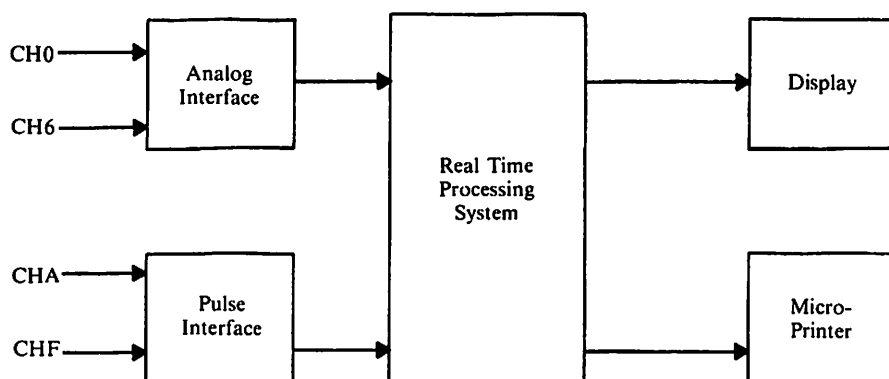 CH0
CH6
Analog
Interface
Real Time
Processing
System
Display
CHA
CHF
Pulse
Interface
Micro-
Printer